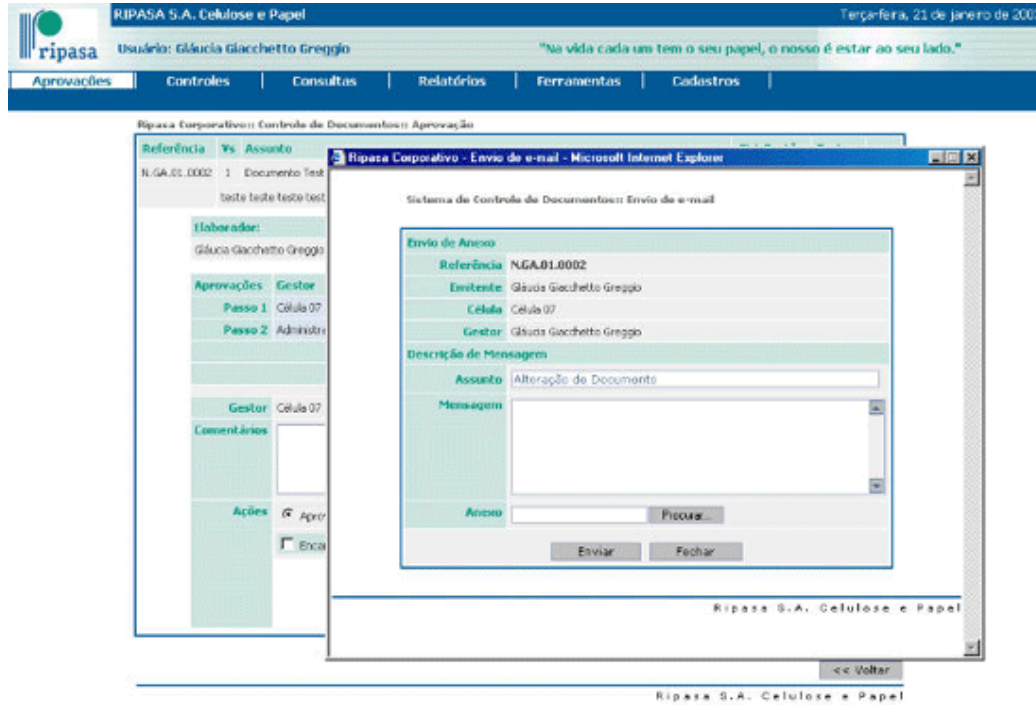 RIPASA S.A. Celulose e Papel
Terça-feira, 21 de janeiro de 200
ripasa
Usuário: Gláucia Giacchetto Greggio
"Na vida cada um tem o seu papel, o nosso é estar ao seu lado."
Aprovações | Controles | Consultas | Relatórios | Ferramentas | Cadastros |
Ripasa Corporativo:: Controle de Documentos:: Aprovação
Referência Vs Assunto
N.GA.01.0002 1 Documento Test
teste teste teste test
Elaborador:
Gláucia Giacchetto Greggio
Aprovações Gestor
Passo 1 Célula 07
Passo 2 Administra
Gestor Célula 07
Comentários
Ações Apro
Enca
Ripasa Corporativo - Envio de e-mail - Microsoft Internet Explorer
Sistema de Controle de Documentos:: Envio de e-mail
Envio de Anexo
Referência N.GA.01.0002
Emitente Gláucia Giacchetto Greggio
Célula Célula 07
Gestor Gláucia Giacchetto Greggio
Descrição de Mensagem
Assunto Alteração de Documento
Mensagem
Anexo Procurar...
Enviar Fechar
Ripasa S.A. Celulose e Papel
<< Voltar
Ripasa S.A. Celulose e Papel